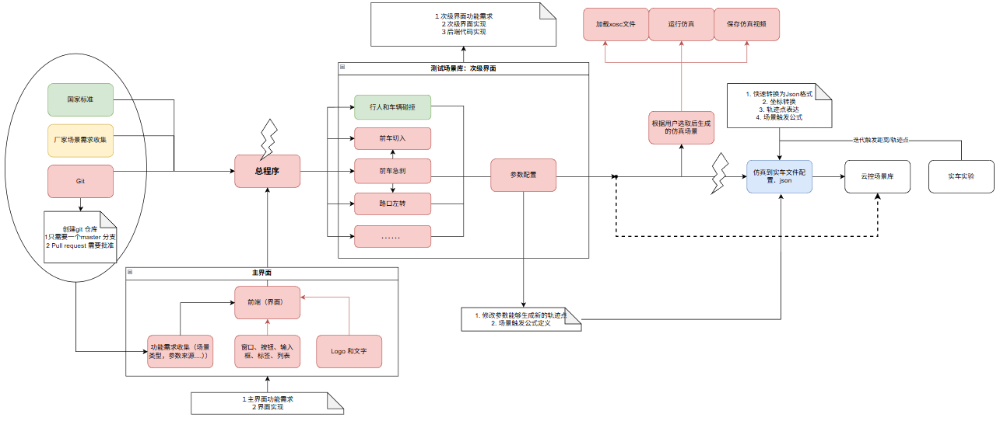 1 次级界面功能需求
2 次级界面实现
3 后端代码实现
加载xosc文件
运行仿真
保存仿真视频
测试场景库：次级界面
国家标准
厂家场景需求收集
Git
创建git 仓库
1只需要一个master 分支
2 Pull request 需要批准
总程序
行人和车辆碰撞
前车切入
前车急刹
路口左转
......
参数配置
根据用户选取后生成
的仿真场景
1. 快速转换为Json格式
2. 坐标转换
3. 轨迹点表达
4. 场景触发公式
迭代触发距离/轨迹点
仿真到实车文件配
置．json
云控场景库
实车实验
主界面
前端（界面）
功能需求收集（场景
类型，参数来源....））
窗口、按钮、输入
框、标签、列表
Logo 和文字
1. 修改参数能够生成新的轨迹点
2. 场景触发公式定义
1 主界面功能需求
2 界面实现